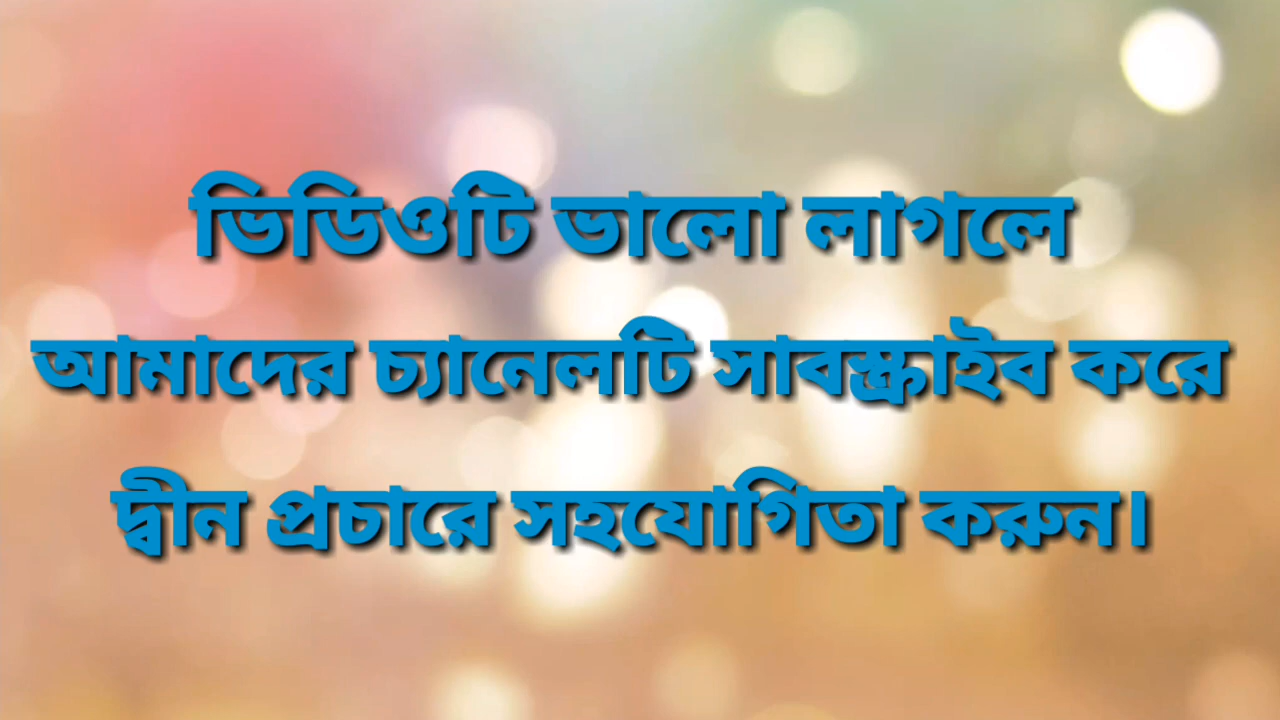 ভিডিওটি ভালো লাগলে
আমাদের চ্যানেলটি সাবস্ক্রাইব করে
দ্বীন প্রচারে সহযোগিতা করুন।